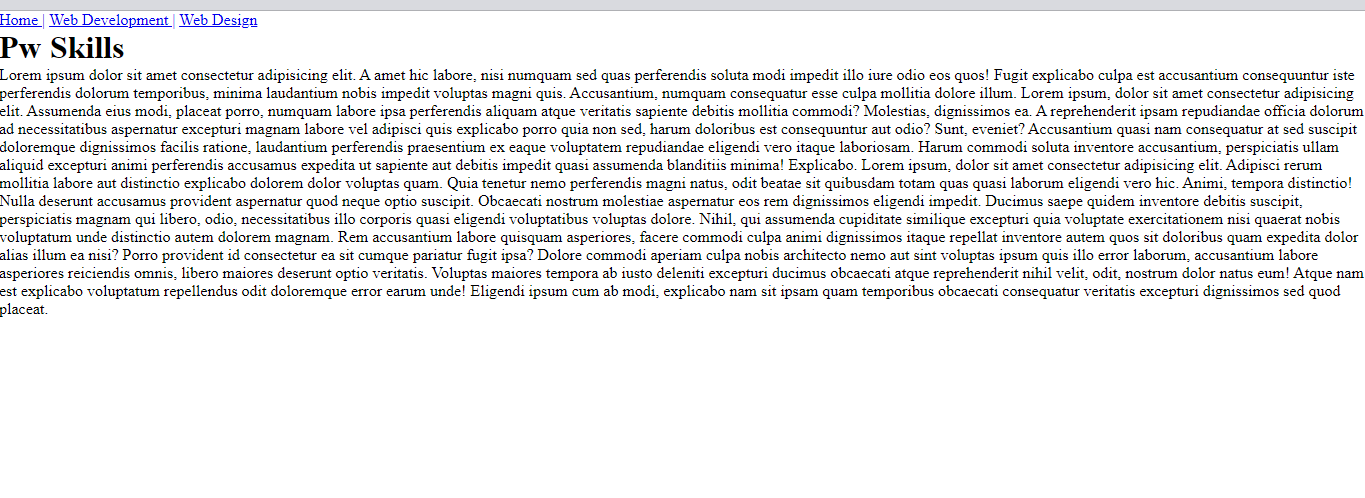 Home | Web Development | Web Design
Pw Skills
Lorem ipsum dolor sit amet consectetur adipisicing elit. A amet hic labore, nisi numquam sed quas perferendis soluta modi impedit illo iure odio eos quos! Fugit explicabo culpa est accusantium consequuntur iste
perferendis dolorum temporibus, minima laudantium nobis impedit voluptas magni quis. Accusantium, numquam consequatur esse culpa mollitia dolore illum. Lorem ipsum, dolor sit amet consectetur adipisicing
elit. Assumenda eius modi, placeat porro, numquam labore ipsa perferendis aliquam atque veritatis sapiente debitis mollitia commodi? Molestias, dignissimos ea. A reprehenderit ipsam repudiandae officia dolorum
ad necessitatibus aspernatur excepturi magnam labore vel adipisci quis explicabo porro quia non sed, harum doloribus est consequuntur aut odio? Sunt, eveniet? Accusantium quasi nam consequatur at sed suscipit
doloremque dignissimos facilis ratione, laudantium perferendis praesentium ex eaque voluptatem repudiandae eligendi vero itaque laboriosam. Harum commodi soluta inventore accusantium, perspiciatis ullam
aliquid excepturi animi perferendis accusamus expedita ut sapiente aut debitis impedit quasi assumenda blanditiis minima! Explicabo. Lorem ipsum, dolor sit amet consectetur adipisicing elit. Adipisci rerum
mollitia labore aut distinctio explicabo dolorem dolor voluptas quam. Quia tenetur nemo perferendis magni natus, odit beatae sit quibusdam totam quas quasi laborum eligendi vero hic. Animi, tempora distinctio!
Nulla deserunt accusamus provident aspernatur quod neque optio suscipit. Obcaecati nostrum molestiae aspernatur eos rem dignissimos eligendi impedit. Ducimus saepe quidem inventore debitis suscipit,
perspiciatis magnam qui libero, odio, necessitatibus illo corporis quasi eligendi voluptatibus voluptas dolore. Nihil, qui assumenda cupiditate similique excepturi quia voluptate exercitationem nisi quaerat nobis
voluptatum unde distinctio autem dolorem magnam. Rem accusantium labore quisquam asperiores, facere commodi culpa animi dignissimos itaque repellat inventore autem quos sit doloribus quam expedita dolor
alias illum ea nisi? Porro provident id consectetur ea sit cumque pariatur fugit ipsa? Dolore commodi aperiam culpa nobis architecto nemo aut sint voluptas ipsum quis illo error laborum, accusantium labore
asperiores reiciendis omnis, libero maiores deserunt optio veritatis. Voluptas maiores tempora ab iusto deleniti excepturi ducimus obcaecati atque reprehenderit nihil velit, odit, nostrum dolor natus eum! Atque nam
est explicabo voluptatum repellendus odit doloremque error earum unde! Eligendi ipsum cum ab modi, explicabo nam sit ipsam quam temporibus obcaecati consequatur veritatis excepturi dignissimos sed quod
placeat.